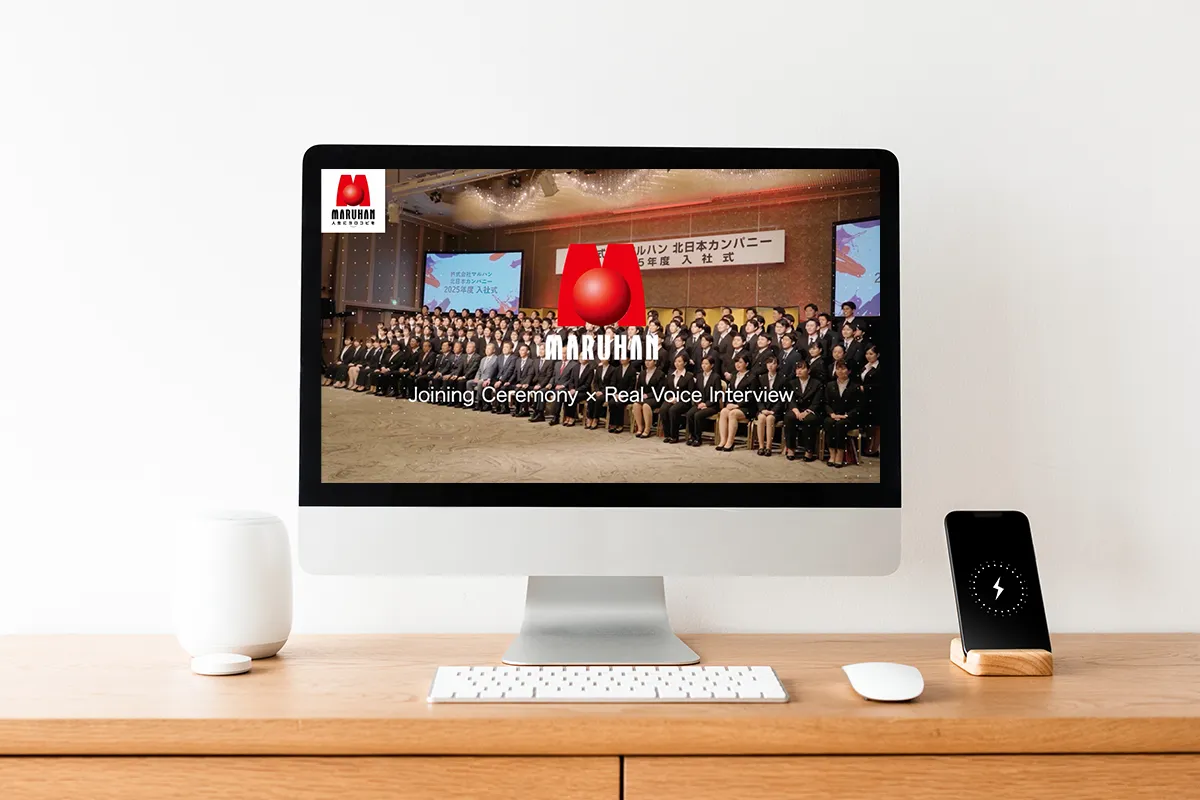 MARUHAN
人生にヨロコビを
株式会社マルハン
北日本カンパニー
2025年度 入社式
ルハン 北日本カンパニー
5年度 入社式
2
MARUHAN
Joining Ceremony × Real Voice Interview